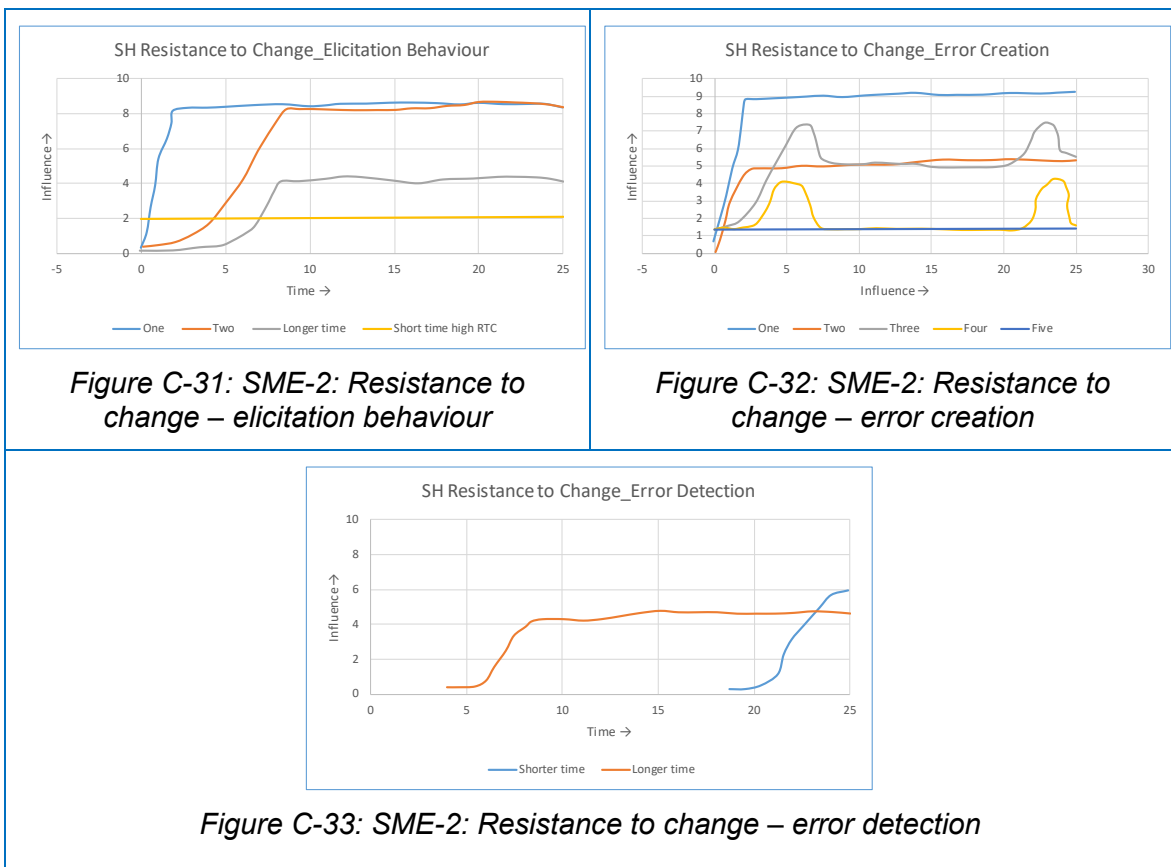 SH Resistance to Change_Elicitation Behaviour
10
8
6
4
2
0
Influence →
-5 0 5 10 15 20 25
Time →
One Two Longer time Short time high RTC
Figure C-31: SME-2: Resistance to
change – elicitation behaviour
SH Resistance to Change_Error Creation
10
9
8
7
6
5
4
3
2
1
0
Influence →
-5 0 5 10 15 20 25 30
Influence →
One Two Three Four Five
Figure C-32: SME-2: Resistance to
change – error creation
SH Resistance to Change_Error Detection
10
8
6
4
2
0
Influence →
0 5 10 15 20 25
Time →
Shorter time Longer time
Figure C-33: SME-2: Resistance to change – error detection